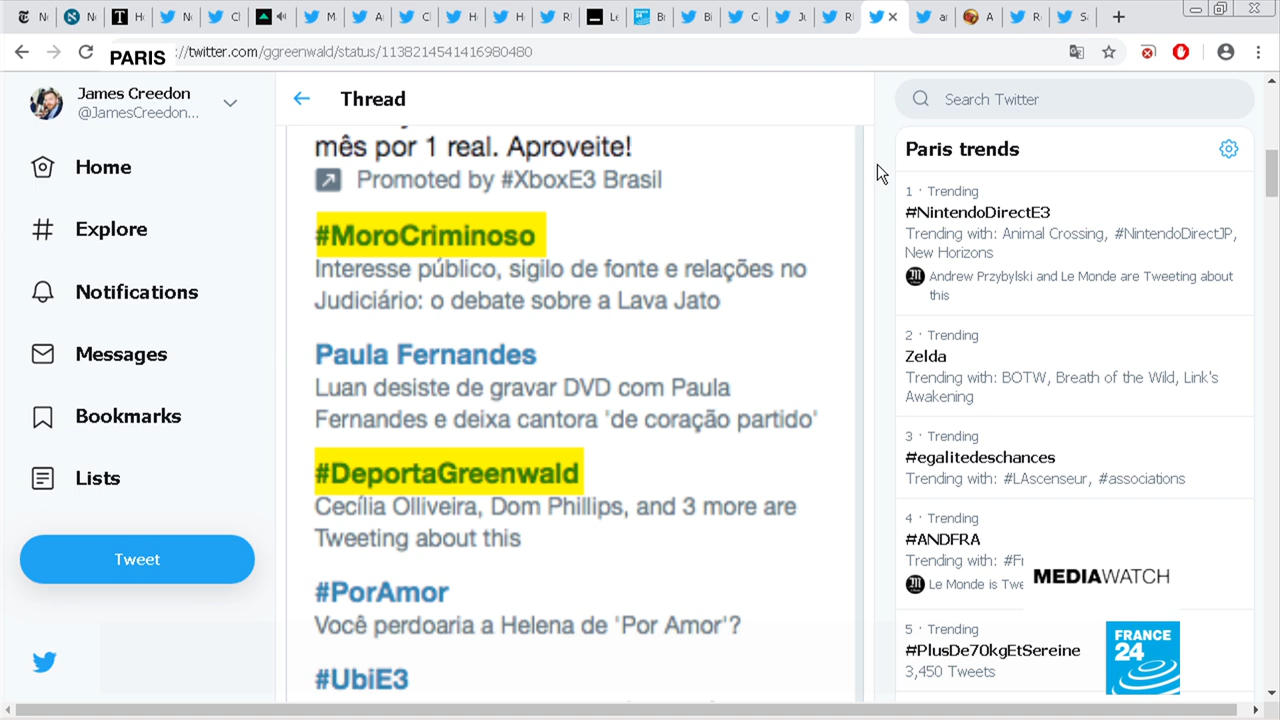 PARIS
://twitter.com/ggreenwald/status/1138214541416980480
James Creedon
@JamesCreedon...
Home
Explore
Notifications
Messages
Bookmarks
Lists
Tweet
Thread
mês por 1 real. Aproveite!
Promoted by #XboxE3 Brasil
#MoroCriminoso
Interesse público, sigilo de fonte e relações no
Judiciário: o debate sobre a Lava Jato
Paula Fernandes
Luan desiste de gravar DVD com Paula
Fernandes e deixa cantora 'de coração partido'
#DeportaGreenwald
Cecília Olliveira, Dom Phillips, and 3 more are
Tweeting about this
#PorAmor
Você perdoaria a Helena de 'Por Amor'?
#UbiE3
Search Twitter
Paris trends
1 · Trending
#NintendoDirectE3
Trending with: Animal Crossing, #NintendoDirectJP,
New Horizons
Andrew Przybylski and Le Monde are Tweeting about
this
2 · Trending
Zelda
Trending with: BOTW, Breath of the Wild, Link's
Awakening
3 · Trending
#egalitedeschances
Trending with: #LAscenseur, #associations
4 · Trending
#ANDFRA
Trending with: #F
Le Monde is Twe
MEDIAWATCH
5 · Trending
#PlusDe70kgEtSereine
3,450 Tweets
FRANCE
24